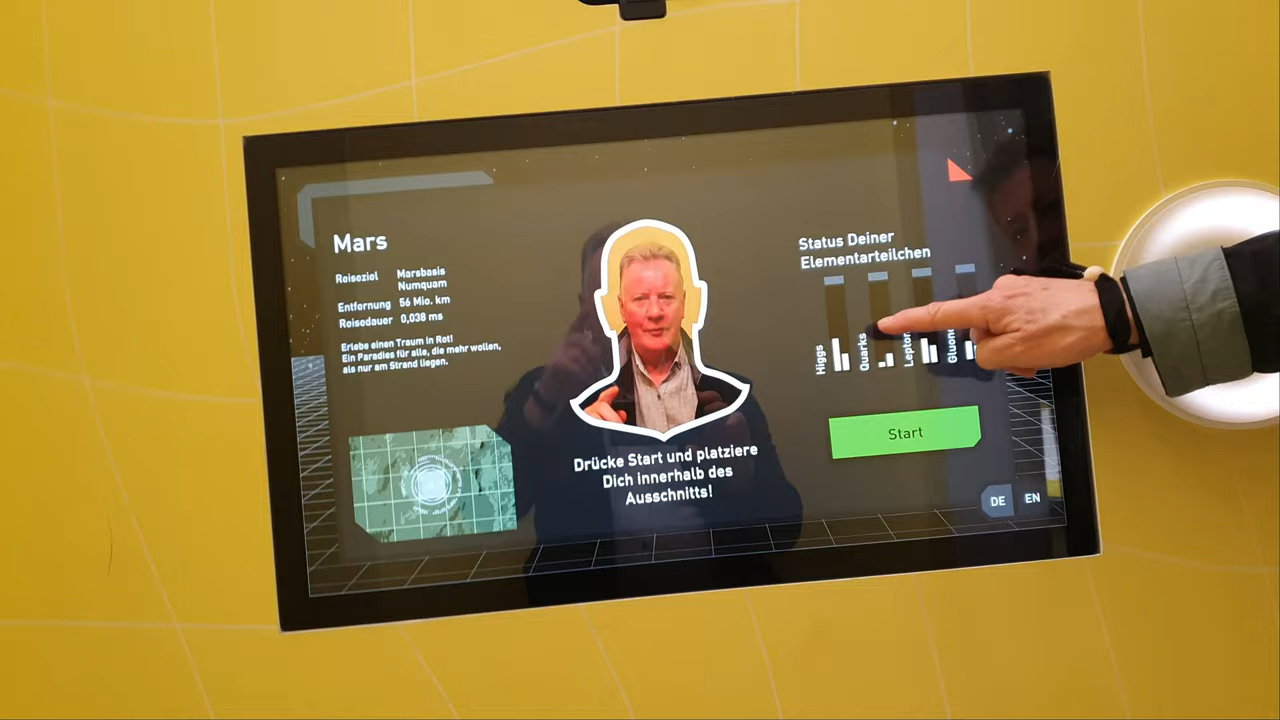 Mars
Reiseziel Marsbasis
Numquam
Entfernung 56 Mio. km
Reisedauer 0,038 ms
Erlebe einen Traum in Rot!
Ein Paradies für alle, die mehr wollen,
als nur am Strand liegen.
Drücke Start und platziere
Dich innerhalb des
Ausschnitts!
Status Deiner
Elementarteilchen
Higgs
Quarks
Start
DE EN